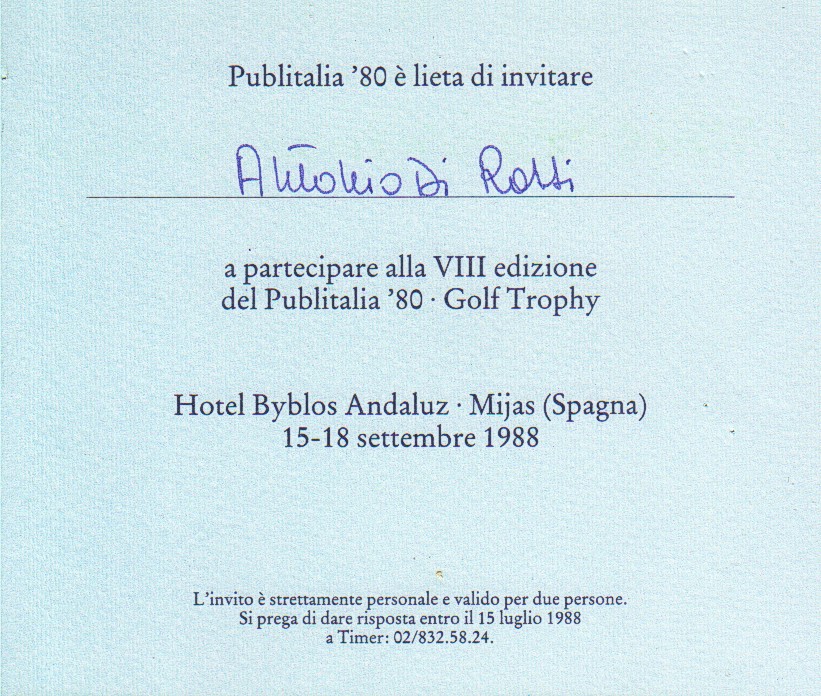 Publitalia ’80 è lieta di invitare
Antonio Di Rossi
a partecipare alla VIII edizione
del Publitalia ’80 · Golf Trophy
Hotel Byblos Andaluz · Mijas (Spagna)
15-18 settembre 1988
L’invito è strettamente personale e valido per due persone.
Si prega di dare risposta entro il 15 luglio 1988
a Timer: 02/832.58.24.